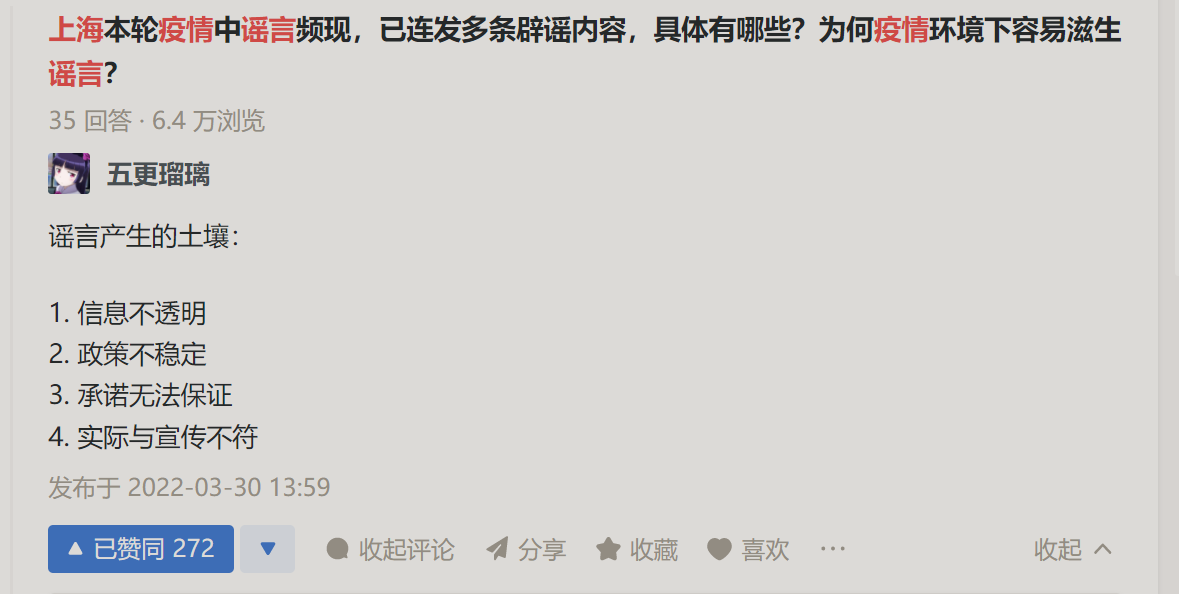 上海本轮疫情中谣言频现，已连发多条辟谣内容，具体有哪些？为何疫情环境下容易滋生
谣言？
35 回答 · 6.4 万浏览
五更瑠璃
谣言产生的土壤：
1. 信息不透明
2. 政策不稳定
3. 承诺无法保证
4. 实际与宣传不符
发布于 2022-03-30 13:59
▲ 已赞同 272 ▼ 收起评论 分享 收藏 喜欢 ··· 收起